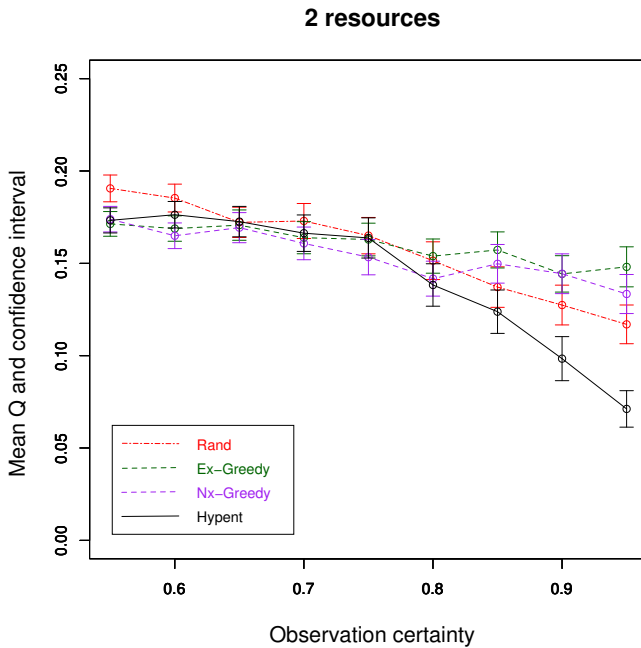 2 resources
Mean Q and confidence interval
0.25
0.20
0.15
0.10
0.05
0.00
Rand
Ex−Greedy
Nx−Greedy
Hypent
0.6 0.7 0.8 0.9
Observation certainty